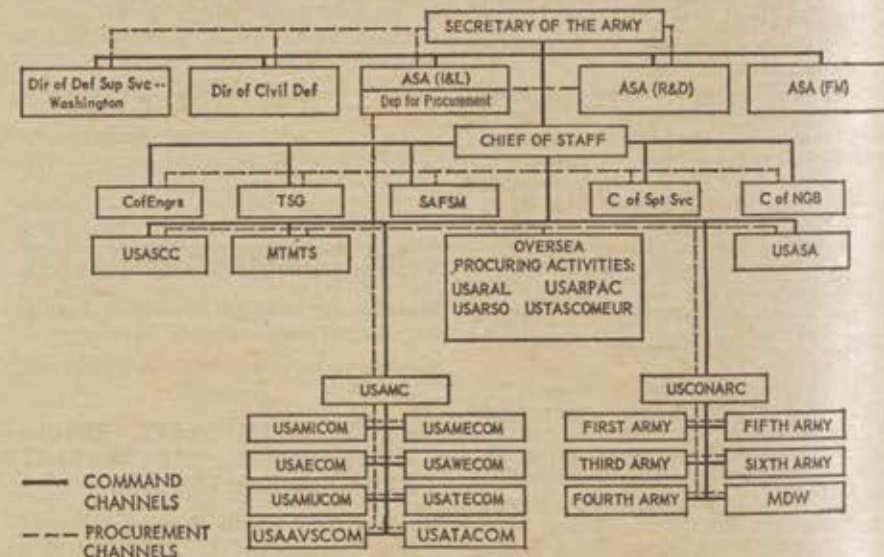 SECRETARY OF THE ARMY
Dir of Def Sup Svc --
Washington
Dir of Civil Def
ASA (I&L)
Dep for Procurement
ASA (R&D)
ASA (FM)
CHIEF OF STAFF
CofEngrs
TSG
SAFSM
C of Spt Svc
C of NGB
USASCC
MTMTS
OVERSEA
PROCURING ACTIVITIES:
USARAL USARPAC
USARSO USTASCOMEUR
USASA
USAMC
USCONARC
USAMICOM
USAMECOM
FIRST ARMY
FIFTH ARMY
USAECOM
USAWECOM
THIRD ARMY
SIXTH ARMY
USAMUCOM
USATECOM
FOURTH ARMY
MDW
USAAVSCOM
USATACOM
COMMAND
CHANNELS
PROCUREMENT
CHANNELS